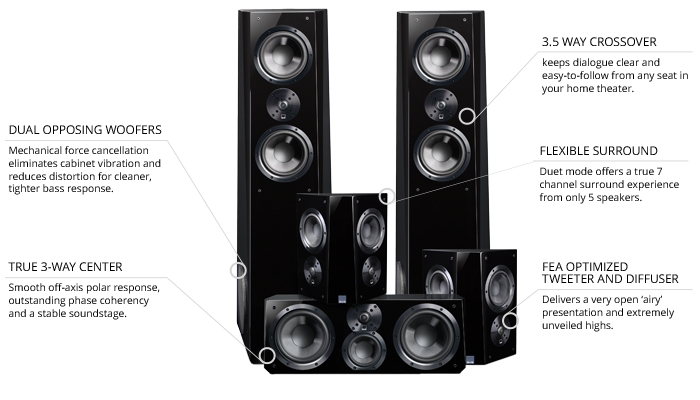 3.5 WAY CROSSOVER
keeps dialogue clear and
easy-to-follow from any seat in
your home theater.
DUAL OPPOSING WOOFERS
Mechanical force cancellation
eliminates cabinet vibration and
reduces distortion for cleaner,
tighter bass response.
FLEXIBLE SURROUND
Duet mode offers a true 7
channel surround experience
from only 5 speakers.
TRUE 3-WAY CENTER
Smooth off-axis polar response,
outstanding phase coherency
and a stable soundstage.
FEA OPTIMIZED
TWEETER AND DIFFUSER
Delivers a very open ‘airy’
presentation and extremely
unveiled highs.